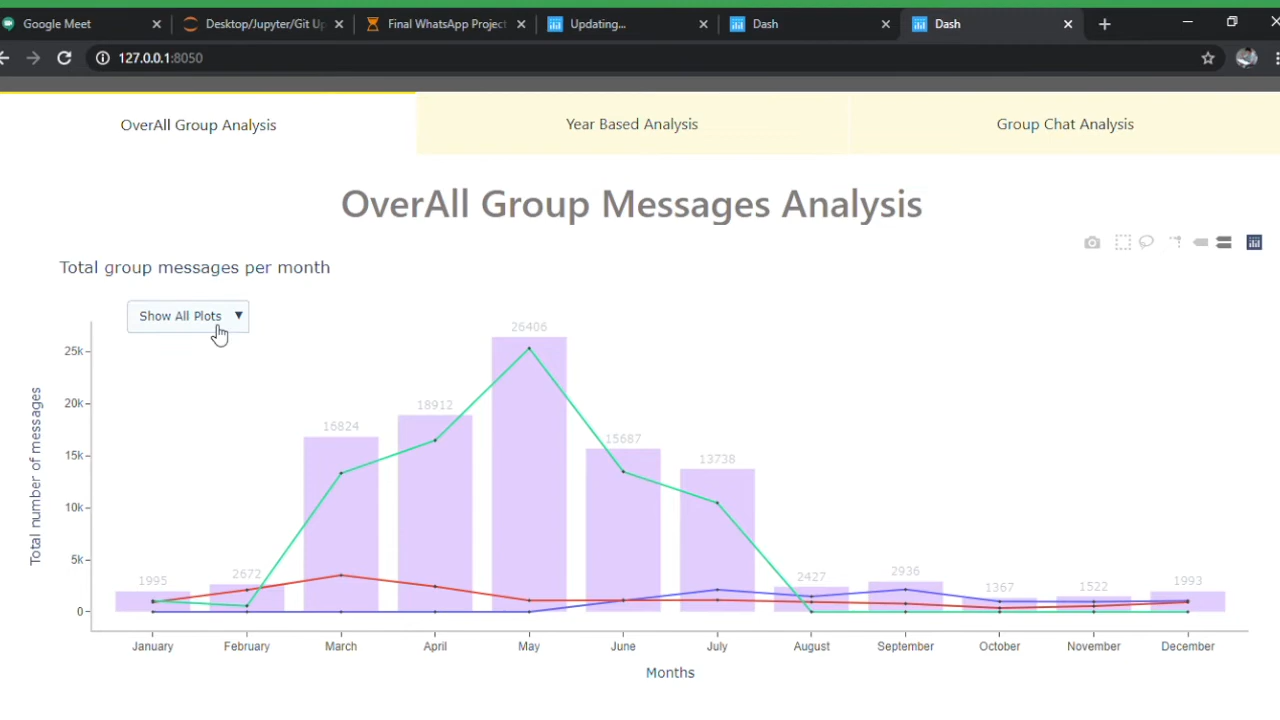 Google Meet
Desktop/Jupyter/Git Up
Final WhatsApp Project
Updating...
Dash
Dash
127.0.0.1:8050
OverAll Group Analysis
Year Based Analysis
Group Chat Analysis
OverAll Group Messages Analysis
Total group messages per month
Show All Plots ▼
Total number of messages
25k
20k
15k
10k
5k
0
1995
2672
16824
18912
26406
15687
13738
2427
2936
1367
1522
1993
January
February
March
April
May
June
July
August
September
October
November
December
Months